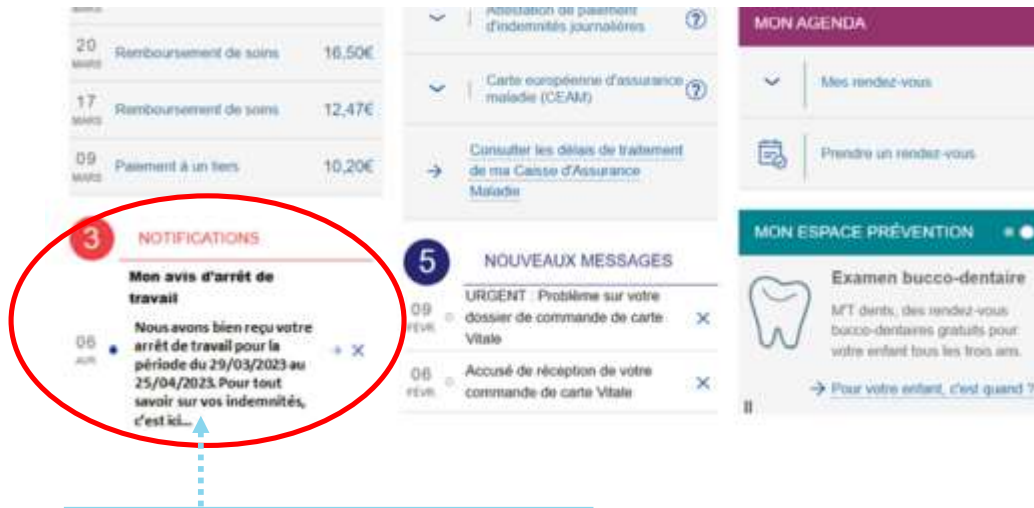 20
MARS
Remboursement de soins
16,50€
17
MARS
Remboursement de soins
12,47€
09
MARS
Paiement à un tiers
10,20€
3
NOTIFICATIONS
Mon avis d'arrêt de
travail
06
AVR.
Nous avons bien reçu votre
arrêt de travail pour la
période du 29/03/2023 au
25/04/2023. Pour tout
savoir sur vos indemnités,
c'est ici...
Attestation de paiement
d'indemnités journalières
?
Carte européenne d'assurance
maladie (CEAM)
?
Consulter les délais de traitement
de ma Caisse d'Assurance
Maladie
5
NOUVEAUX MESSAGES
09
FÉVR.
URGENT : Problème sur votre
dossier de commande de carte
Vitale
06
FÉVR.
Accusé de réception de votre
commande de carte Vitale
MON AGENDA
Mes rendez-vous
Prendre un rendez-vous
MON ESPACE PRÉVENTION
Examen bucco-dentaire
M'T dents, des rendez-vous
bucco-dentaires gratuits pour
votre enfant tous les trois ans.
Pour votre enfant, c'est quand ?